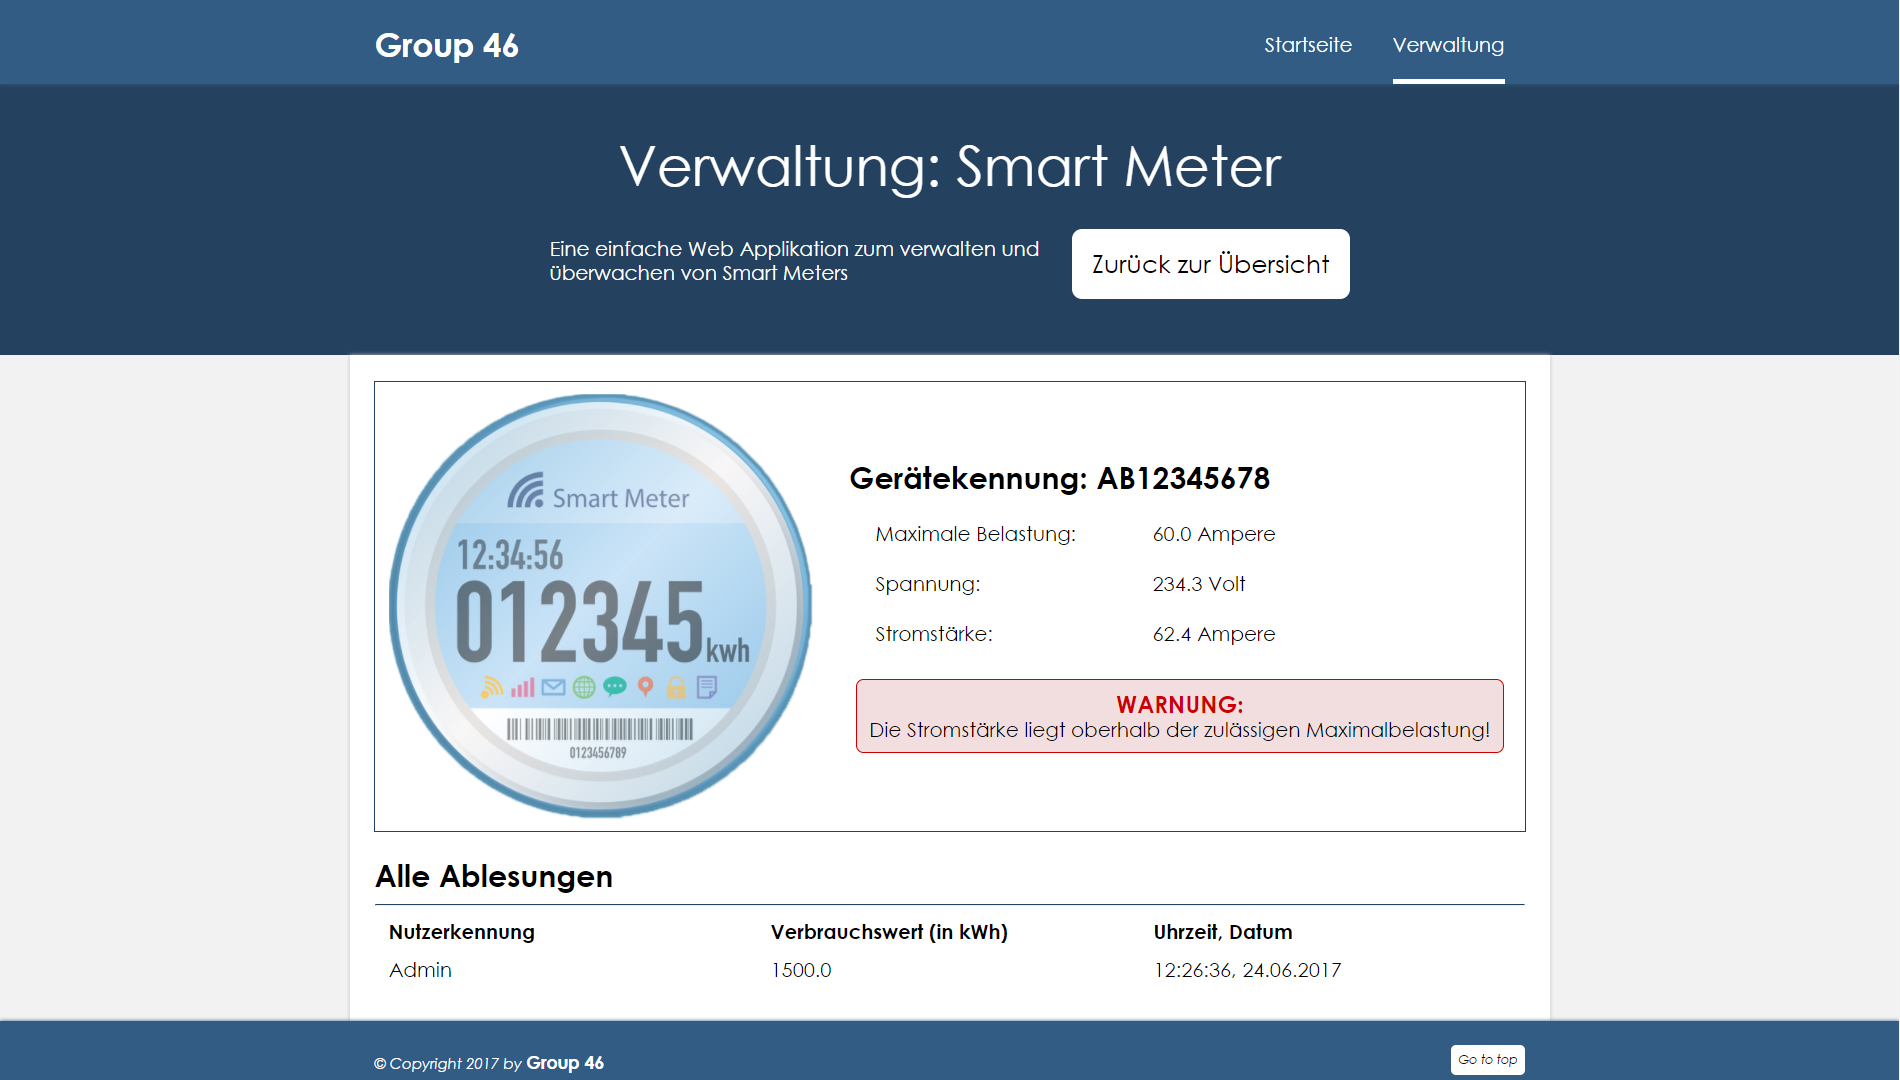 Group 46
Startseite
Verwaltung
Verwaltung: Smart Meter
Eine einfache Web Applikation zum verwalten und
überwachen von Smart Meters
Zurück zur Übersicht
Smart Meter
12:34:56
012345kwh
0123456789
Gerätekennung: AB12345678
Maximale Belastung: 60.0 Ampere
Spannung: 234.3 Volt
Stromstärke: 62.4 Ampere
WARNUNG:
Die Stromstärke liegt oberhalb der zulässigen Maximalbelastung!
Alle Ablesungen
Nutzerkennung Verbrauchswert (in kWh) Uhrzeit, Datum
Admin 1500.0 12:26:36, 24.06.2017
© Copyright 2017 by Group 46
Go to top